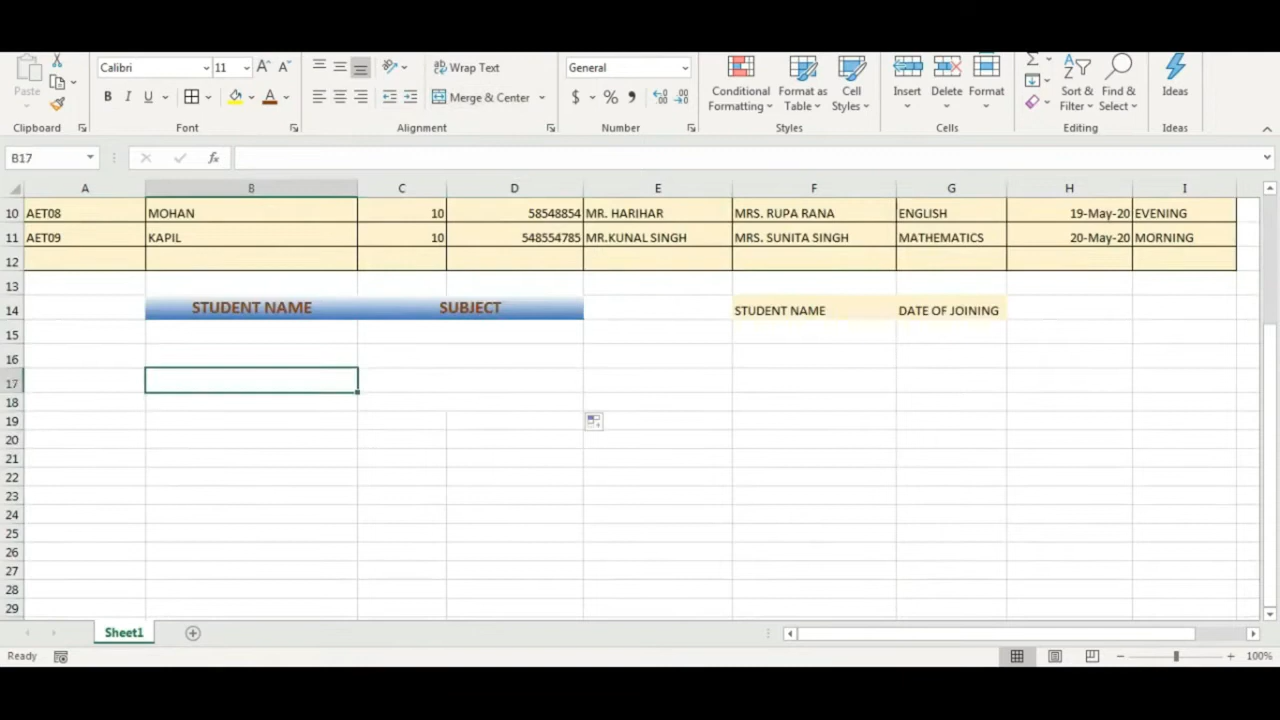 Paste
Clipboard
Calibri 11 A A
B I U A
Font
ab Wrap Text
Merge & Center
Alignment
General
$ % ,
Number
Conditional Formatting
Format as Table
Cell Styles
Styles
Insert
Delete
Format
Cells
Sort & Filter
Find & Select
Editing
Ideas
Ideas
B17 fx
A B C D E F G H I
10 AET08 MOHAN 10 58548854 MR. HARIHAR MRS. RUPA RANA ENGLISH 19-May-20 EVENING
11 AET09 KAPIL 10 548554785 MR.KUNAL SINGH MRS. SUNITA SINGH MATHEMATICS 20-May-20 MORNING
12
13
14 STUDENT NAME SUBJECT STUDENT NAME DATE OF JOINING
15
16
17
18
19
20
21
22
23
24
25
26
27
28
29
Sheet1
Ready 100%